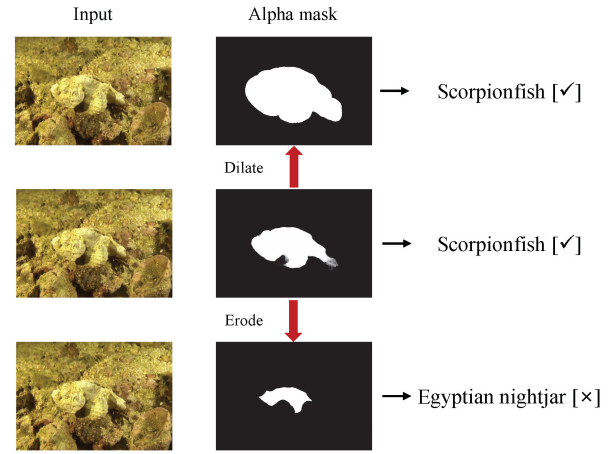 Input
Alpha mask
Scorpionfish [✓]
Dilate
Scorpionfish [✓]
Erode
Egyptian nightjar [×]